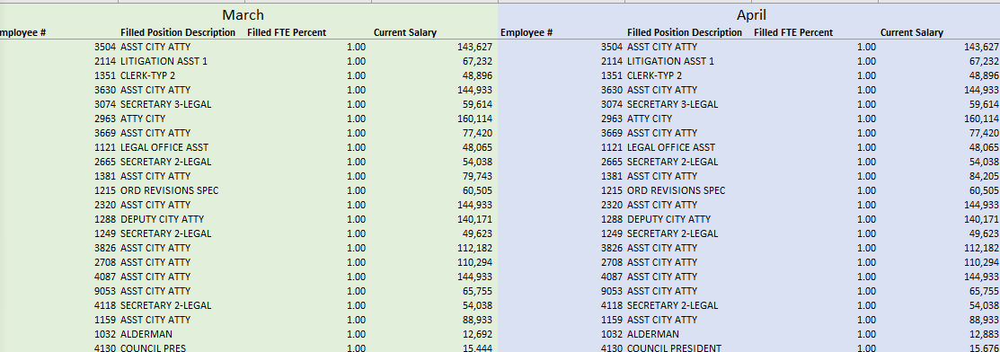 March April
mployee # Filled Position Description Filled FTE Percent Current Salary Employee # Filled Position Description Filled FTE Percent Current Salary
3504 ASST CITY ATTY 1.00 143,627 3504 ASST CITY ATTY 1.00 143,627
2114 LITIGATION ASST 1 1.00 67,232 2114 LITIGATION ASST 1 1.00 67,232
1351 CLERK-TYP 2 1.00 48,896 1351 CLERK-TYP 2 1.00 48,896
3630 ASST CITY ATTY 1.00 144,933 3630 ASST CITY ATTY 1.00 144,933
3074 SECRETARY 3-LEGAL 1.00 59,614 3074 SECRETARY 3-LEGAL 1.00 59,614
2963 ATTY CITY 1.00 160,114 2963 ATTY CITY 1.00 160,114
3669 ASST CITY ATTY 1.00 77,420 3669 ASST CITY ATTY 1.00 77,420
1121 LEGAL OFFICE ASST 1.00 48,065 1121 LEGAL OFFICE ASST 1.00 48,065
2665 SECRETARY 2-LEGAL 1.00 54,038 2665 SECRETARY 2-LEGAL 1.00 54,038
1381 ASST CITY ATTY 1.00 79,743 1381 ASST CITY ATTY 1.00 84,205
1215 ORD REVISIONS SPEC 1.00 60,505 1215 ORD REVISIONS SPEC 1.00 60,505
2320 ASST CITY ATTY 1.00 144,933 2320 ASST CITY ATTY 1.00 144,933
1288 DEPUTY CITY ATTY 1.00 140,171 1288 DEPUTY CITY ATTY 1.00 140,171
1249 SECRETARY 2-LEGAL 1.00 49,623 1249 SECRETARY 2-LEGAL 1.00 49,623
3826 ASST CITY ATTY 1.00 112,182 3826 ASST CITY ATTY 1.00 112,182
2708 ASST CITY ATTY 1.00 110,294 2708 ASST CITY ATTY 1.00 110,294
4087 ASST CITY ATTY 1.00 144,933 4087 ASST CITY ATTY 1.00 144,933
9053 ASST CITY ATTY 1.00 65,755 9053 ASST CITY ATTY 1.00 65,755
4118 SECRETARY 2-LEGAL 1.00 54,038 4118 SECRETARY 2-LEGAL 1.00 54,038
1159 ASST CITY ATTY 1.00 88,933 1159 ASST CITY ATTY 1.00 88,933
1032 ALDERMAN 1.00 12,692 1032 ALDERMAN 1.00 12,883
4130 COUNCIL PRES 1.00 15,444 4130 COUNCIL PRESIDENT 1.00 15,676